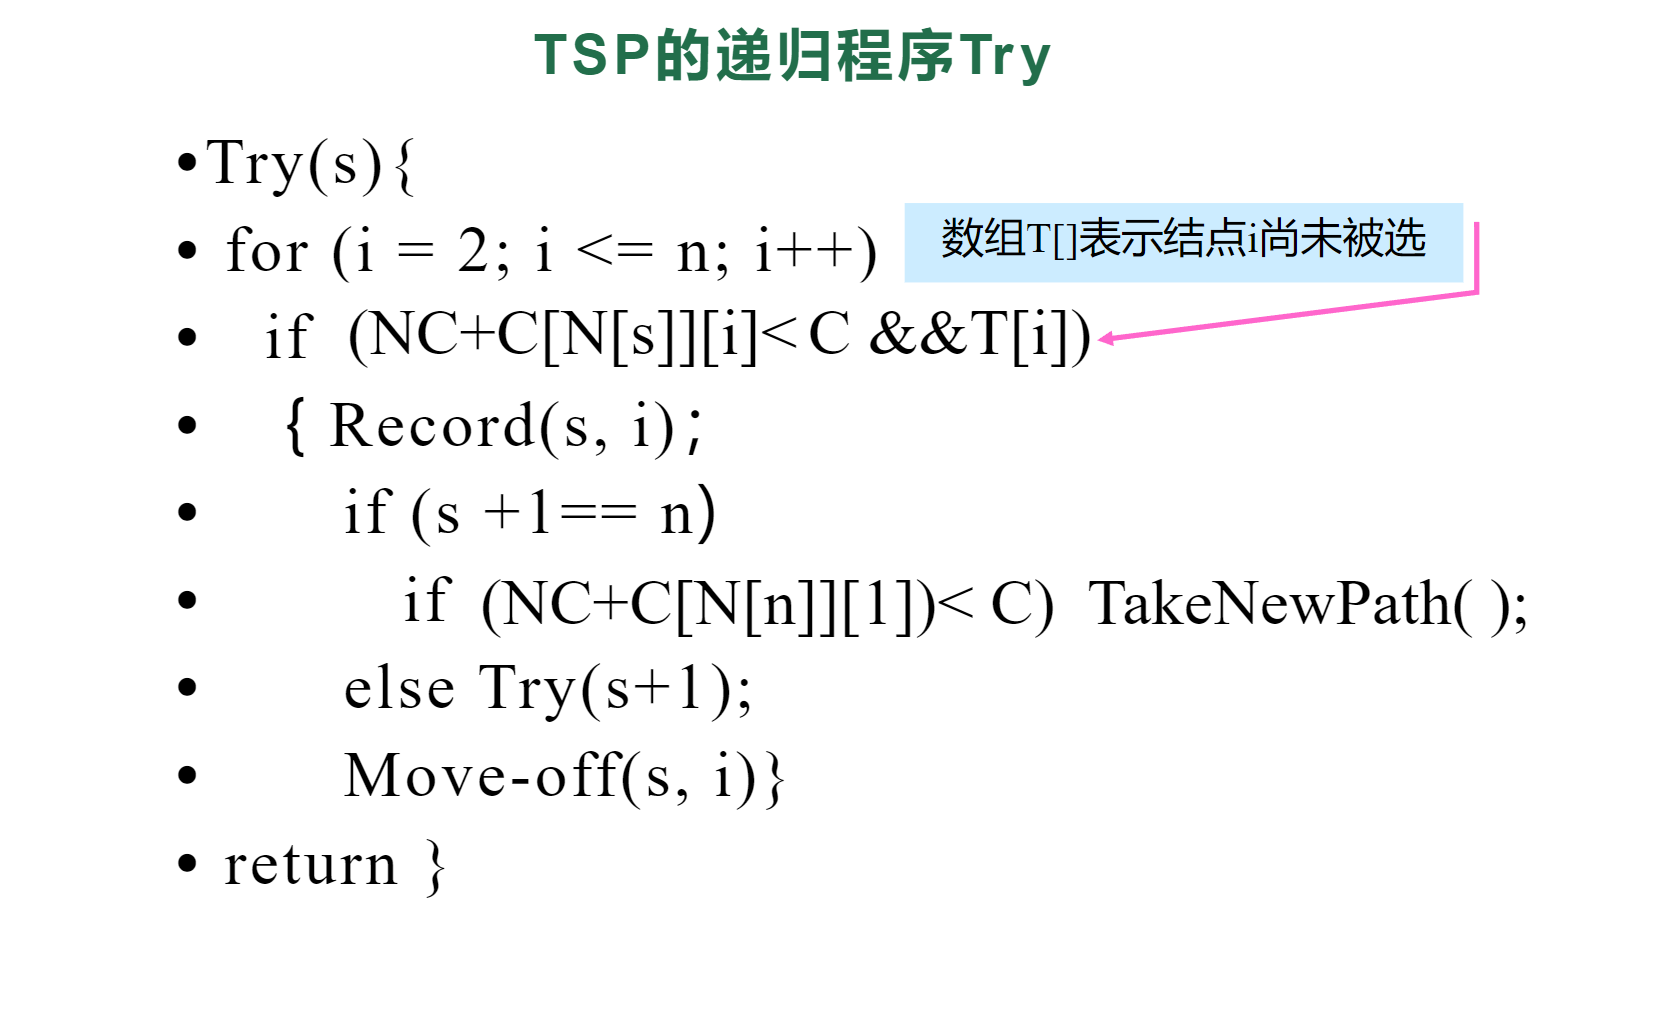 TSP的递归程序Try
•Try(s){
• for (i = 2; i <= n; i++)
数组T[]表示结点i尚未被选
• if (NC+C[N[s]][i]<C &&T[i])
• { Record(s, i);
• if (s +1== n)
• if (NC+C[N[n]][1])< C) TakeNewPath( );
• else Try(s+1);
• Move-off(s, i)}
• return }